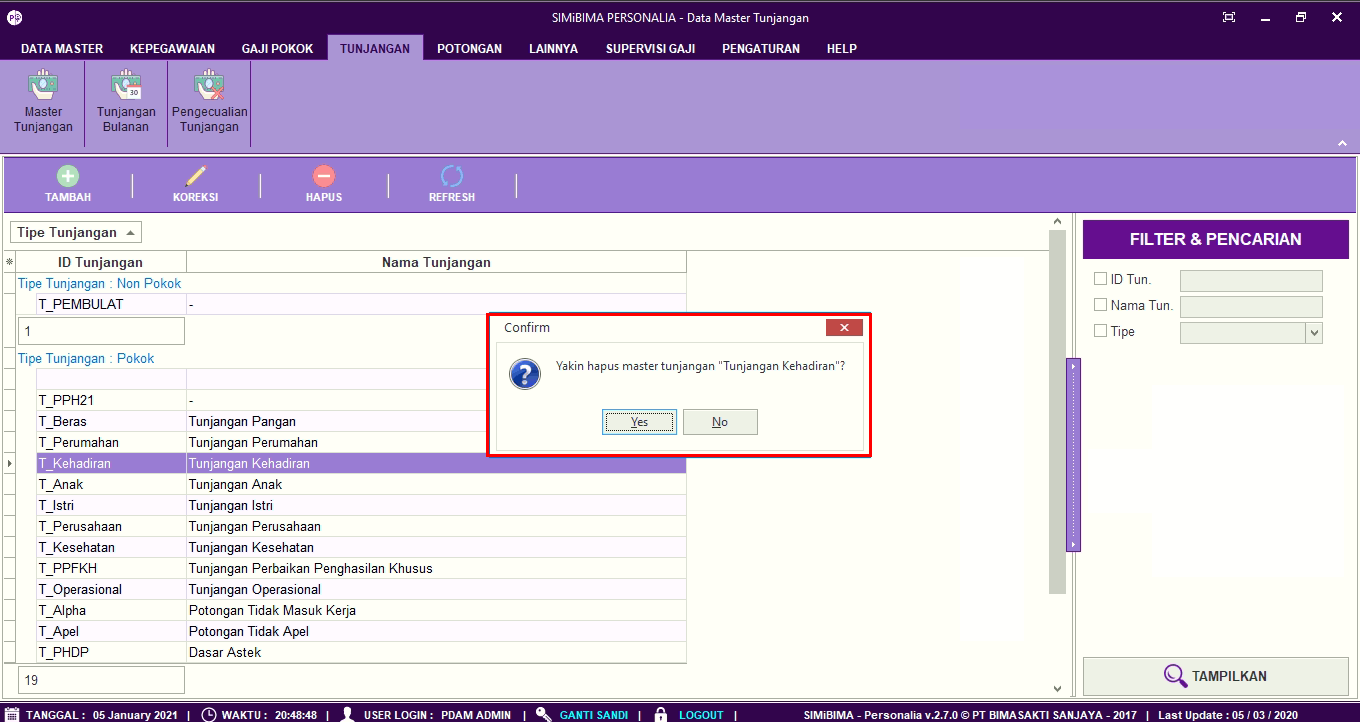 SIMiBIMA PERSONALIA - Data Master Tunjangan
DATA MASTER KEPEGAWAIAN GAJI POKOK TUNJANGAN POTONGAN LAINNYA SUPERVISI GAJI PENGATURAN HELP
Master Tunjangan
Tunjangan Bulanan
30
Pengecualian Tunjangan
TAMBAH KOREKSI HAPUS REFRESH
Tipe Tunjangan
ID Tunjangan Nama Tunjangan
Tipe Tunjangan : Non Pokok
T_PEMBULAT -
1
Tipe Tunjangan : Pokok
T_PPH21 -
T_Beras Tunjangan Pangan
T_Perumahan Tunjangan Perumahan
T_Kehadiran Tunjangan Kehadiran
T_Anak Tunjangan Anak
T_Istri Tunjangan Istri
T_Perusahaan Tunjangan Perusahaan
T_Kesehatan Tunjangan Kesehatan
T_PPFKH Tunjangan Perbaikan Penghasilan Khusus
T_Operasional Tunjangan Operasional
T_Alpha Potongan Tidak Masuk Kerja
T_Apel Potongan Tidak Apel
T_PHDP Dasar Astek
19
Confirm
?
Yakin hapus master tunjangan "Tunjangan Kehadiran"?
Yes No
FILTER & PENCARIAN
ID Tun.
Nama Tun.
Tipe
TAMPILKAN
TANGGAL : 05 January 2021 | WAKTU : 20:48:48 | USER LOGIN : PDAM ADMIN | GANTI SANDI | LOGOUT | SIMiBIMA - Personalia v.2.7.0 © PT BIMASAKTI SANJAYA - 2017 | Last Update : 05 / 03 / 2020